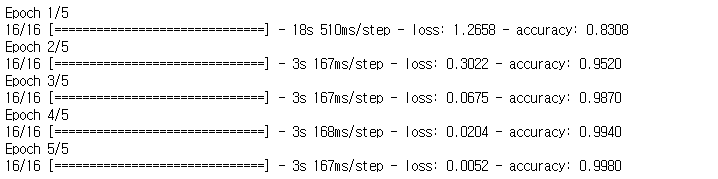 Epoch 1/5
16/16 [==============================] - 18s 510ms/step - loss: 1.2658 - accuracy: 0.8308
Epoch 2/5
16/16 [==============================] - 3s 167ms/step - loss: 0.3022 - accuracy: 0.9520
Epoch 3/5
16/16 [==============================] - 3s 167ms/step - loss: 0.0675 - accuracy: 0.9870
Epoch 4/5
16/16 [==============================] - 3s 168ms/step - loss: 0.0204 - accuracy: 0.9940
Epoch 5/5
16/16 [==============================] - 3s 167ms/step - loss: 0.0052 - accuracy: 0.9980